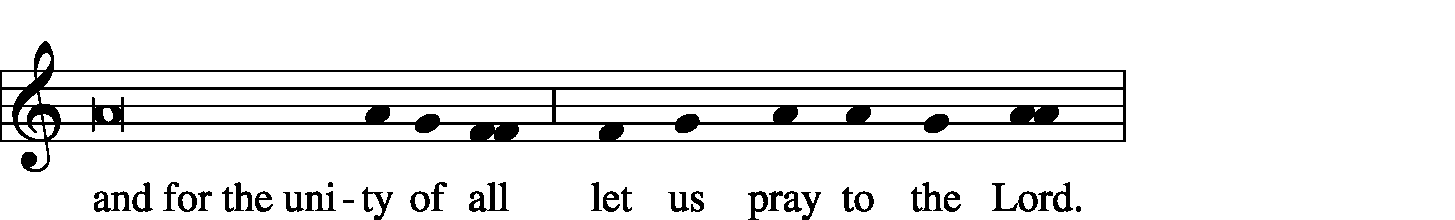 and for the uni-ty of all let us pray to the Lord.